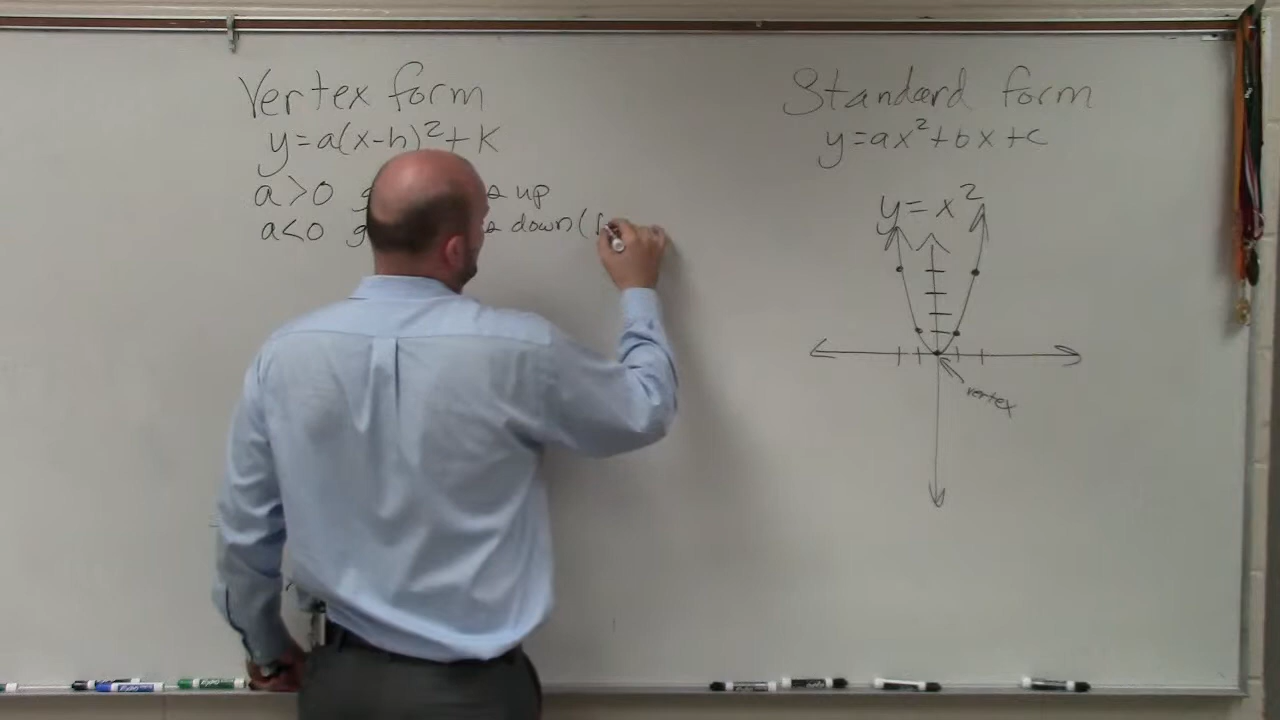 Vertex form
y=a(x-h)²+k
a>0 up
a<0 down(
Standard form
y=ax²+bx+c
y=x²
vertex